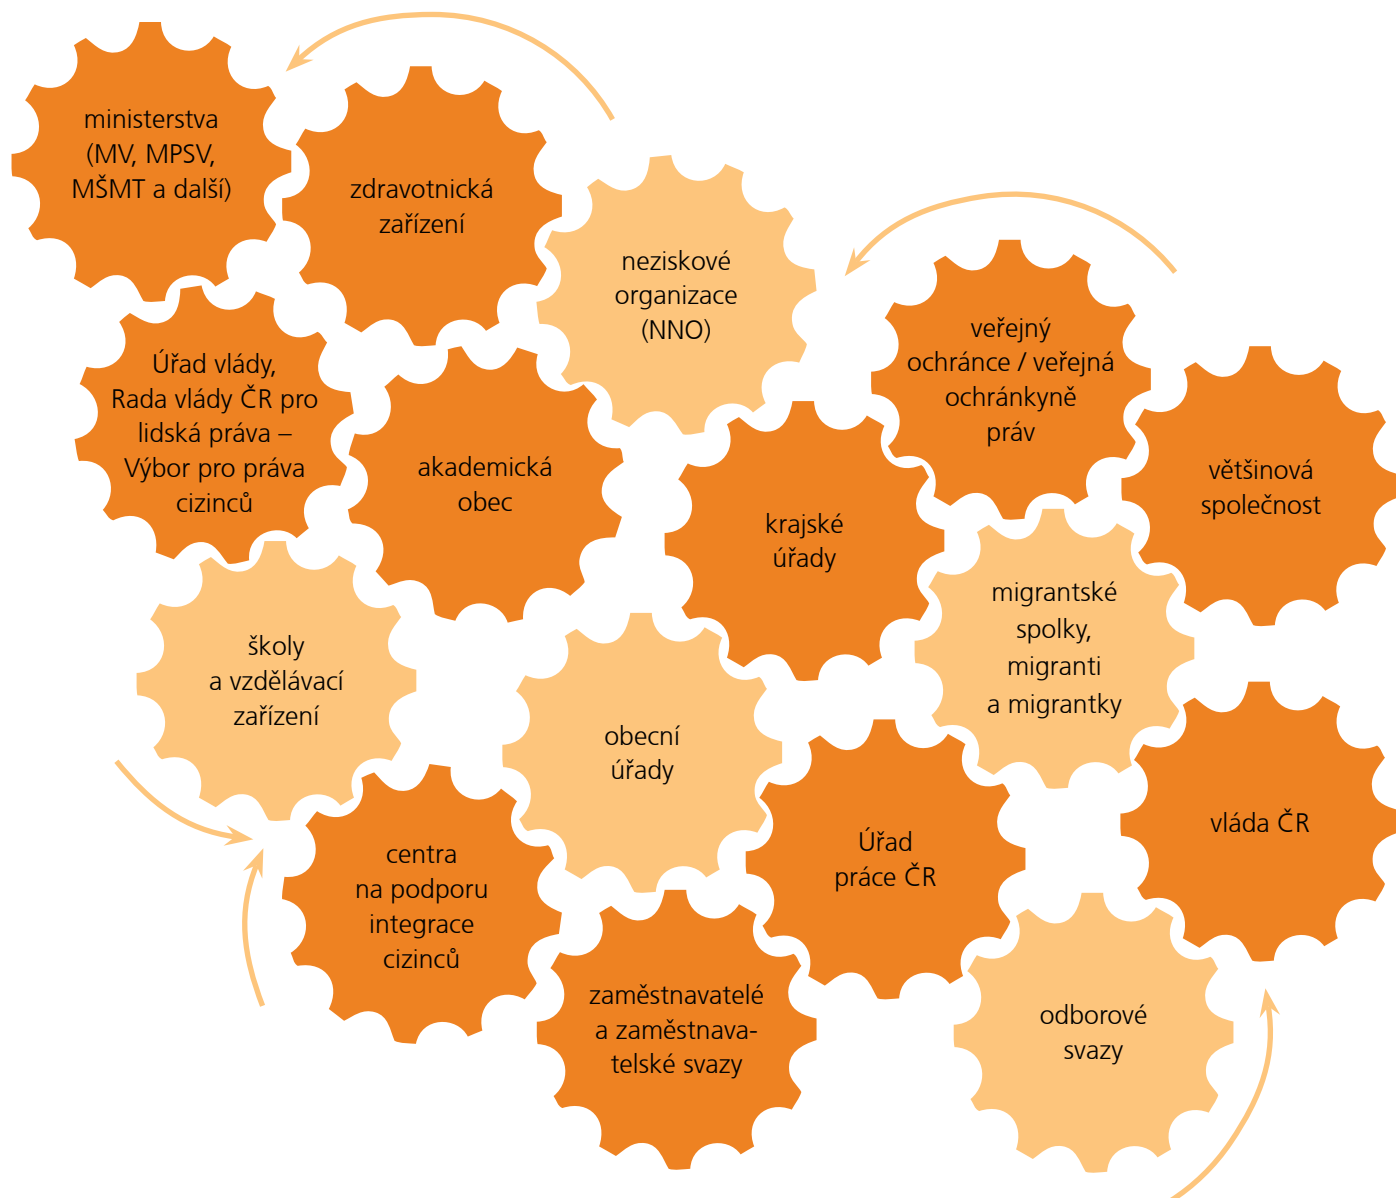 ministerstva
(MV, MPSV,
MŠMT a další)
zdravotnická
zařízení
neziskové
organizace
(NNO)
veřejný
ochránce / veřejná
ochránkyně
práv
Úřad vlády,
Rada vlády ČR pro
lidská práva –
Výbor pro práva
cizinců
akademická
obec
většinová
společnost
krajské
úřady
migrantské
spolky,
migranti
a migrantky
školy
a vzdělávací
zařízení
obecní
úřady
vláda ČR
Úřad
práce ČR
centra
na podporu
integrace
cizinců
zaměstnavatelé
a zaměstnava-
telské svazy
odborové
svazy